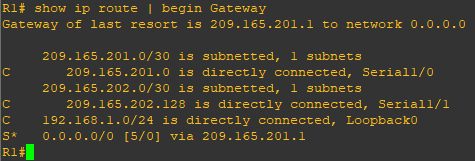 R1# show ip route | begin Gateway
Gateway of last resort is 209.165.201.1 to network 0.0.0.0
209.165.201.0/30 is subnetted, 1 subnets
C 209.165.201.0 is directly connected, Serial1/0
209.165.202.0/30 is subnetted, 1 subnets
C 209.165.202.128 is directly connected, Serial1/1
C 192.168.1.0/24 is directly connected, Loopback0
S* 0.0.0.0/0 [5/0] via 209.165.201.1
R1#